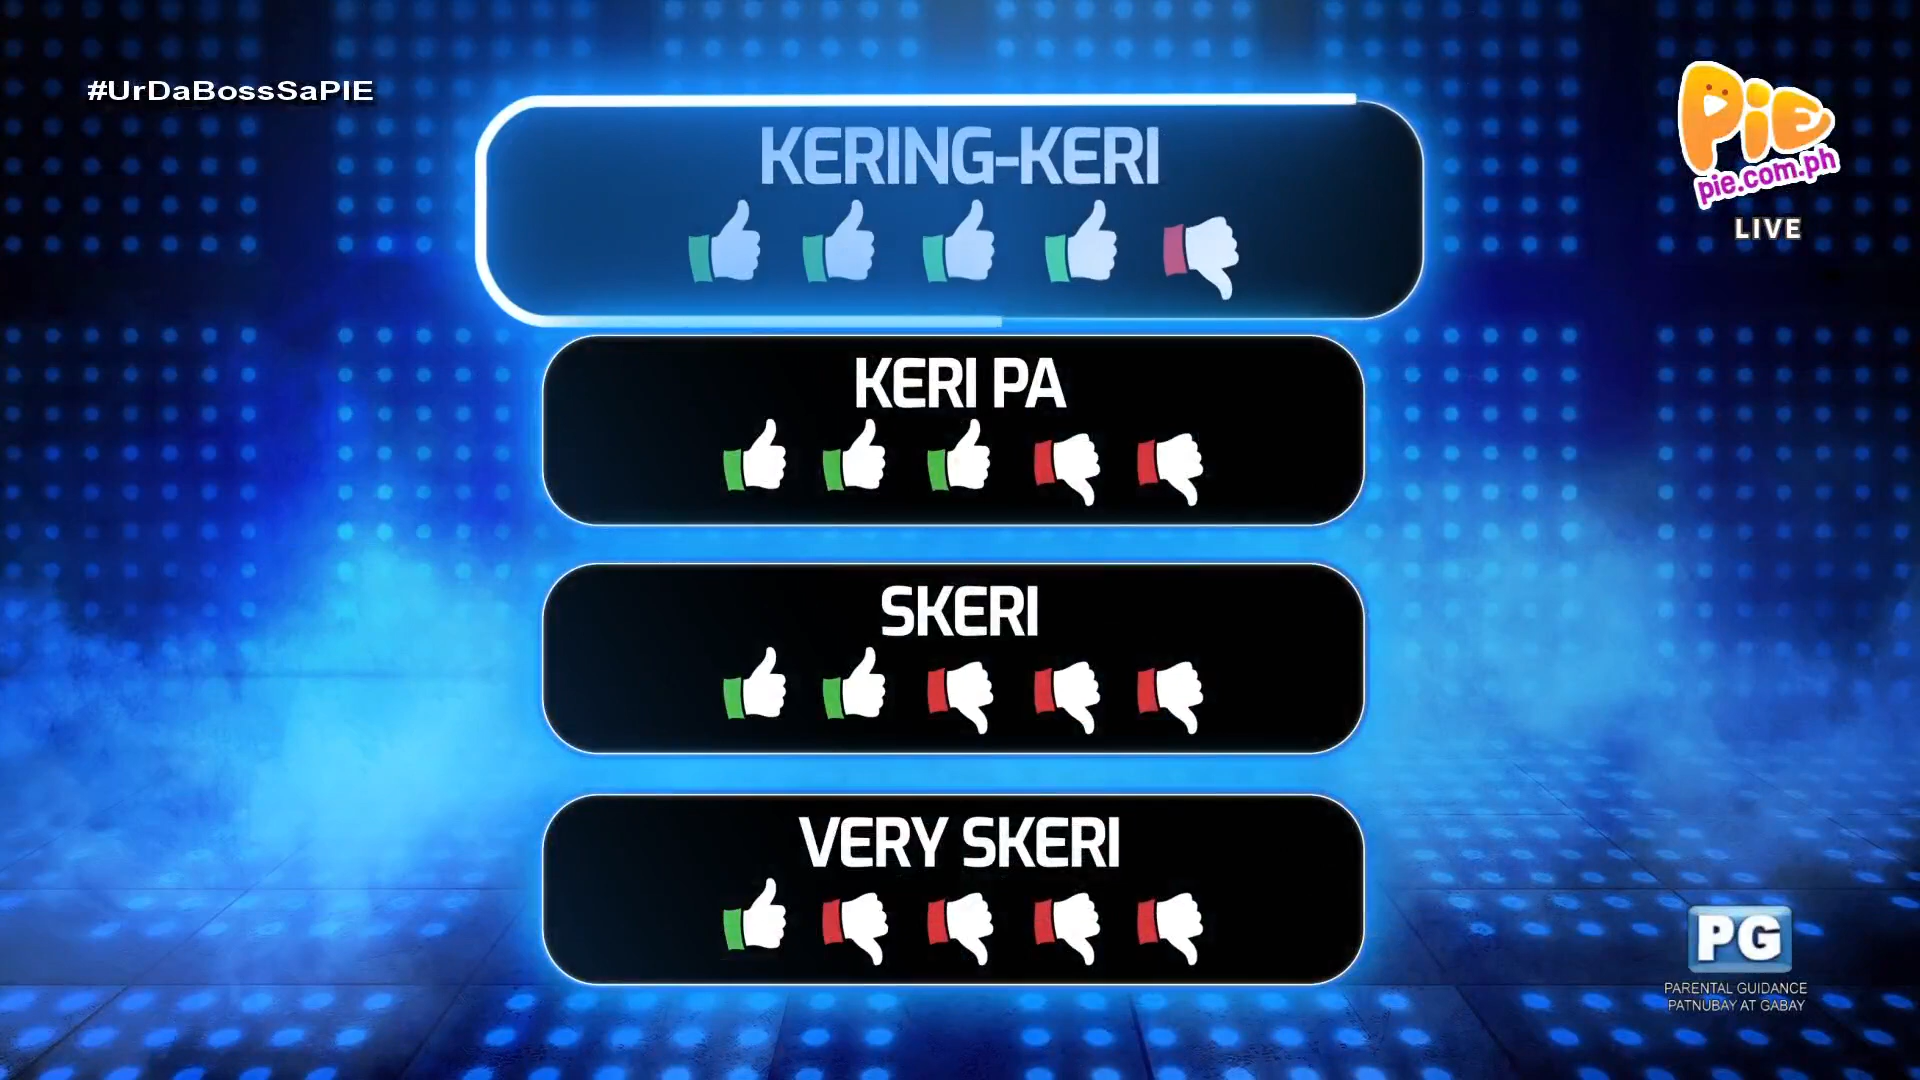 #UrDaBossSaPIE
PiE
pie.com.ph
LIVE
KERING-KERI
KERI PA
SKERI
VERY SKERI
PG
PARENTAL GUIDANCE
PATNUBAY AT GABAY